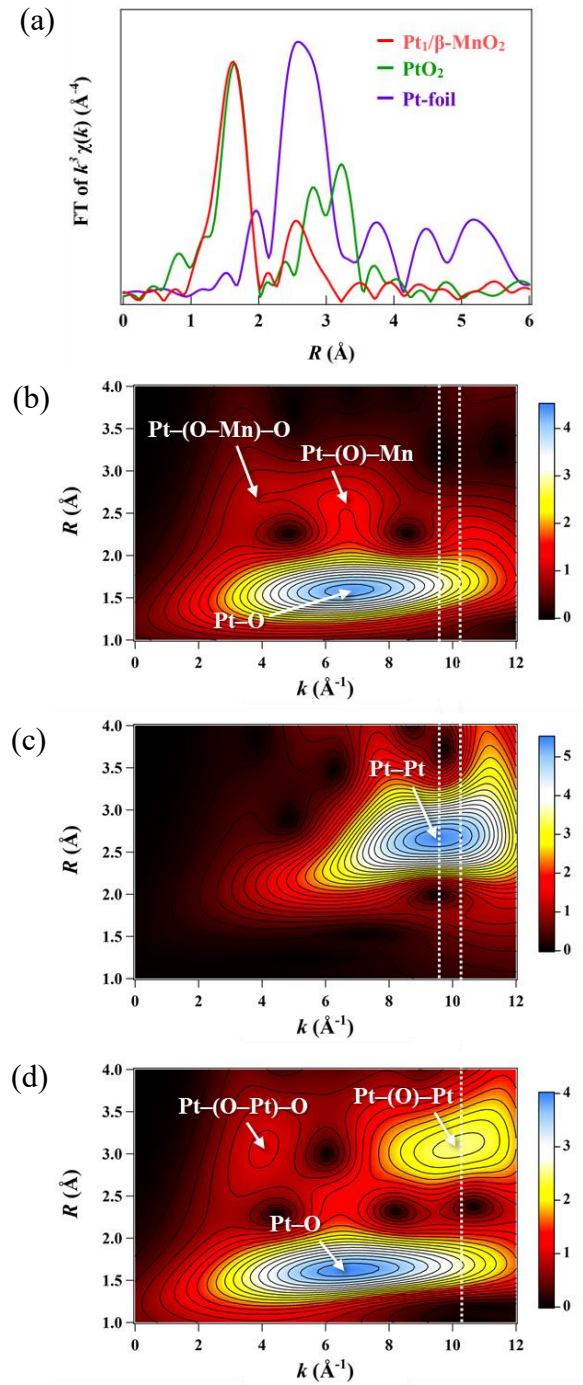 (a)
Pt₁/β-MnO₂
PtO₂
Pt-foil
FT of k³ χ(k) (Å⁻⁴)
0 1 2 3 4 5 6
R (Å)
(b)
4.0
3.5
3.0
2.5
2.0
1.5
1.0
R (Å)
Pt–(O–Mn)–O
Pt–(O)–Mn
Pt–O
4
3
2
1
0
0 2 4 6 8 10 12
k (Å⁻¹)
(c)
4.0
3.5
3.0
2.5
2.0
1.5
1.0
R (Å)
Pt–Pt
5
4
3
2
1
0
0 2 4 6 8 10 12
k (Å⁻¹)
(d)
4.0
3.5
3.0
2.5
2.0
1.5
1.0
R (Å)
Pt–(O–Pt)–O
Pt–(O)–Pt
Pt–O
4
3
2
1
0
0 2 4 6 8 10 12
k (Å⁻¹)